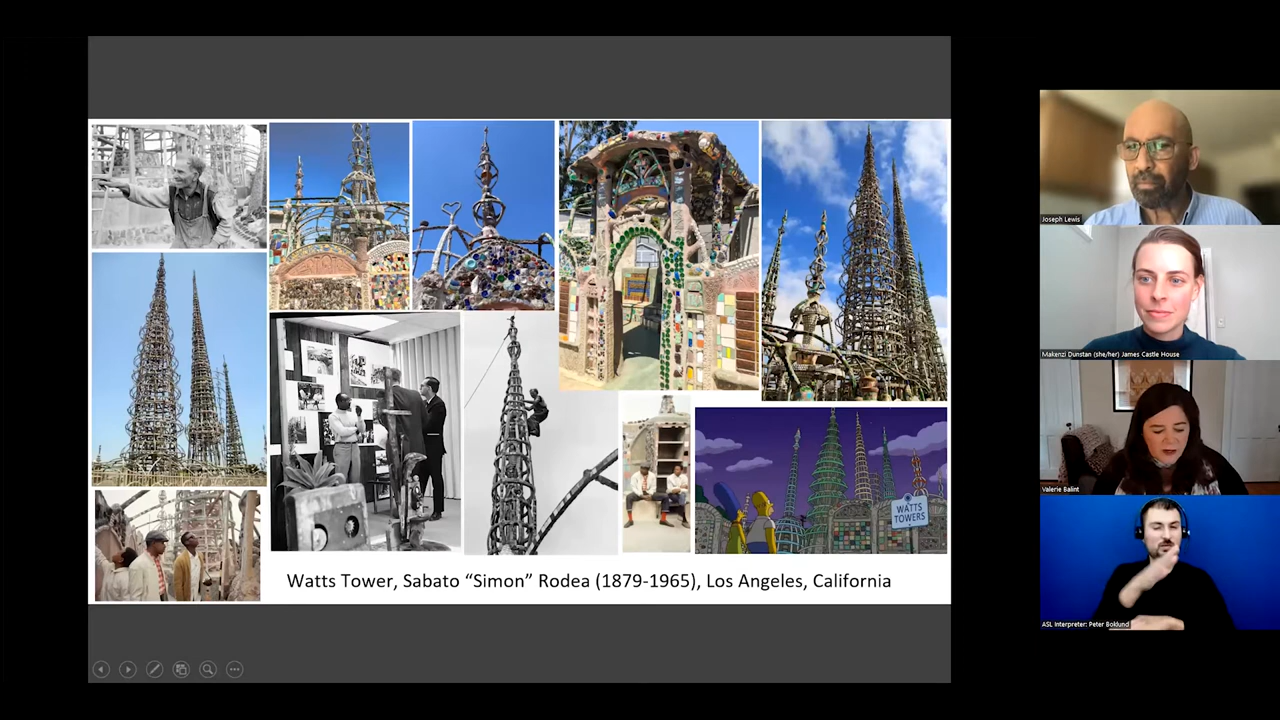 WATTS
TOWERS
Watts Tower, Sabato “Simon” Rodea (1879-1965), Los Angeles, California
Joseph Lewis
Makenzi Dunstan (she/her) James Castle House
Valerie Balint
ASL Interpreter: Peter Boklund